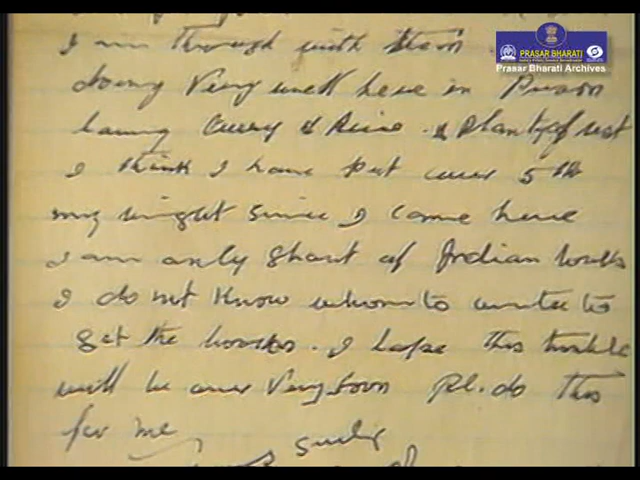 PRASAR BHARATI
Prasar Bharati Archives
I am through with them
doing Very well here in Prison
having Curry & Rice. & Plenty of rest
I think I have Put over 5 lb
my wieght since I came here
I am only short of Indian books
I do not know whom to write to
get the books. I hope this trouble
will be over Very soon Pl. do this
for me